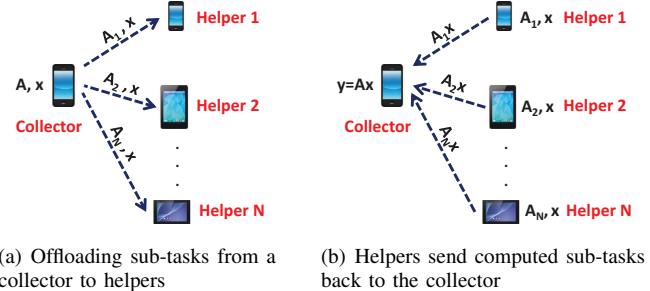 Helper 1
A₁, x
A, x
A₂, x
Helper 2
Collector
A_N, x
.
.
.
Helper N
(a) Offloading sub-tasks from a
collector to helpers
A₁, x Helper 1
A₁x
y=Ax
A₂x
A₂, x Helper 2
Collector
A_Nx
.
.
.
A_N, x Helper N
(b) Helpers send computed sub-tasks
back to the collector